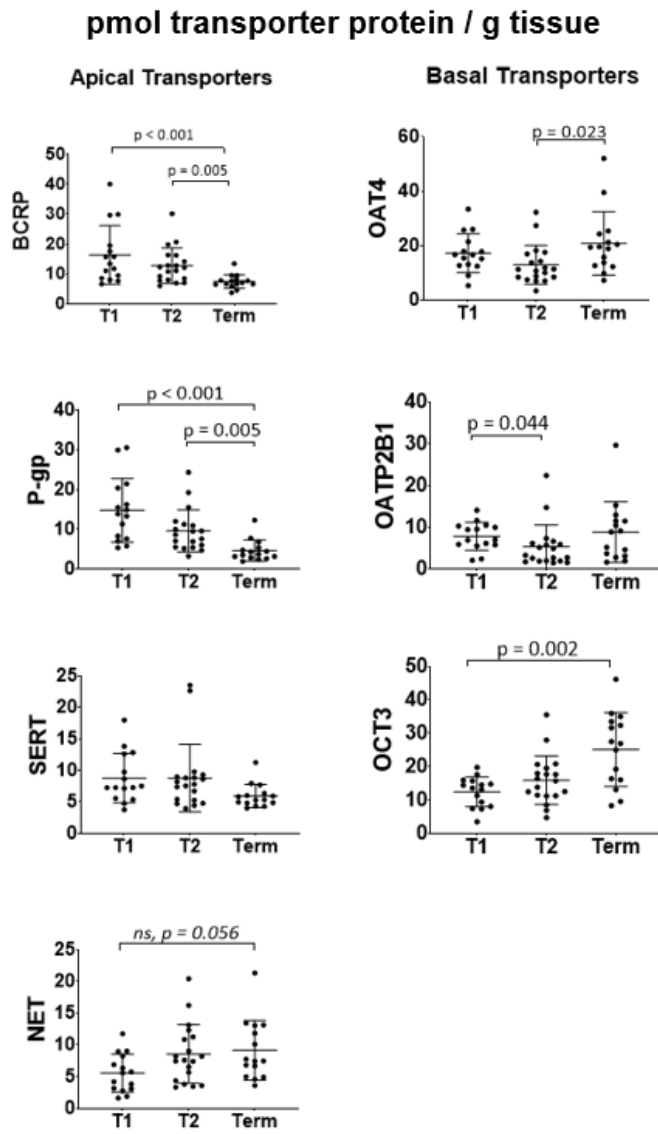 pmol transporter protein / g tissue
Apical Transporters
Basal Transporters
BCRP
50
40
30
20
10
0
p < 0.001
p = 0.005
T1
T2
Term
OAT4
60
40
20
0
p = 0.023
T1
T2
Term
P-gp
40
30
20
10
0
p < 0.001
p = 0.005
T1
T2
Term
OATP2B1
40
30
20
10
0
p = 0.044
T1
T2
Term
SERT
25
20
15
10
5
0
T1
T2
Term
OCT3
50
40
30
20
10
0
p = 0.002
T1
T2
Term
NET
25
20
15
10
5
0
ns, p = 0.056
T1
T2
Term